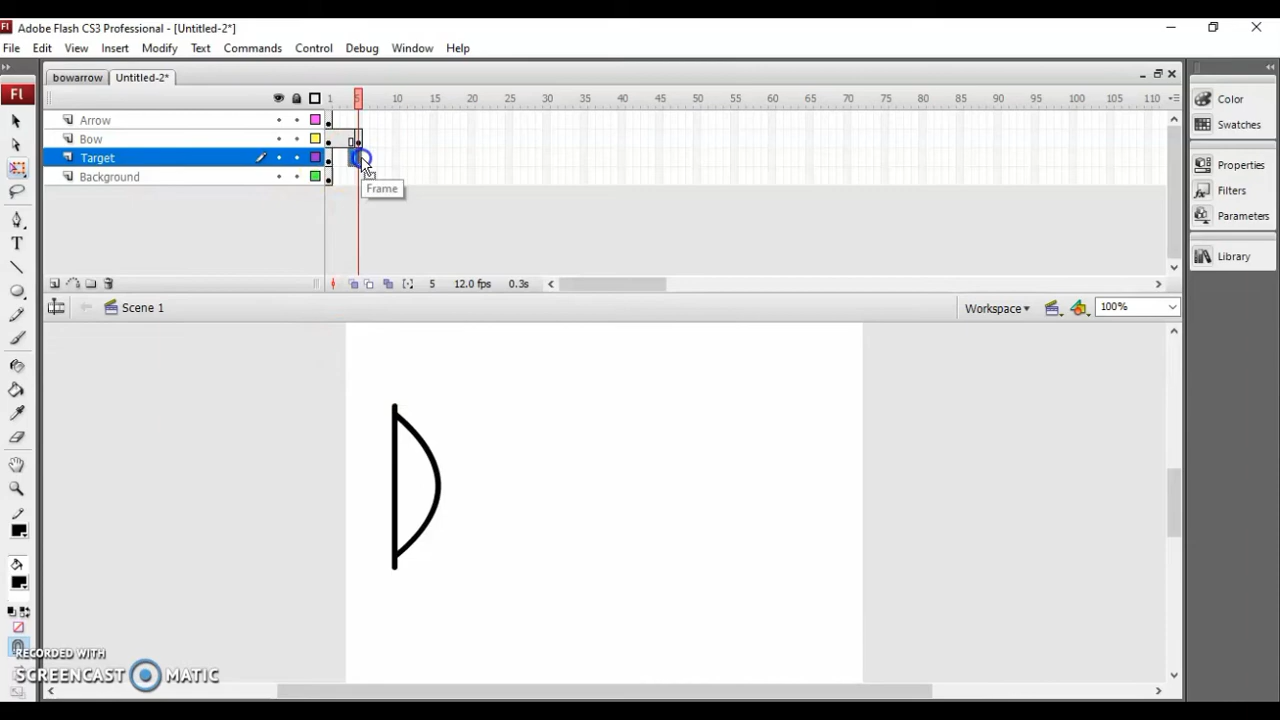 Fl Adobe Flash CS3 Professional - [Untitled-2*]
File Edit View Insert Modify Text Commands Control Debug Window Help
bowarrow Untitled-2*
Fl
1 5 10 15 20 25 30 35 40 45 50 55 60 65 70 75 80 85 90 95 100 105 110
Arrow
Bow
Target
Background
Frame
5 12.0 fps 0.3s
Scene 1
Workspace
100%
Color
Swatches
Properties
Filters
Parameters
Library
RECORDED WITH
SCREENCAST MATIC